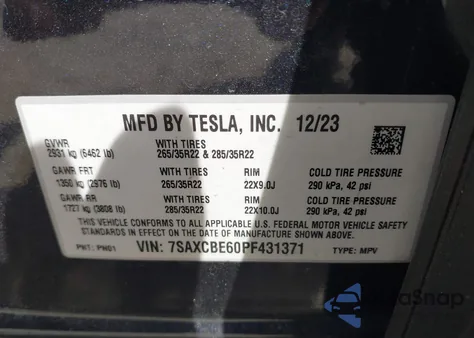 MFD BY TESLA, INC. 12/23
GVWR WITH TIRES
2931 kg (6462 lb) 265/35R22 & 285/35R22
GAWR FRT WITH TIRES RIM COLD TIRE PRESSURE
1350 kg (2976 lb) 265/35R22 22X9.0J 290 kPa, 42 psi
GAWR RR WITH TIRES RIM COLD TIRE PRESSURE
1727 kg (3808 lb) 285/35R22 22X10.0J 290 kPa, 42 psi
THIS VEHICLE CONFORMS TO ALL APPLICABLE U.S. FEDERAL MOTOR VEHICLE SAFETY
STANDARDS IN EFFECT ON THE DATE OF MANUFACTURE SHOWN ABOVE.
PNT: PN01 VIN: 7SAXCBE60PF431371 TYPE: MPV